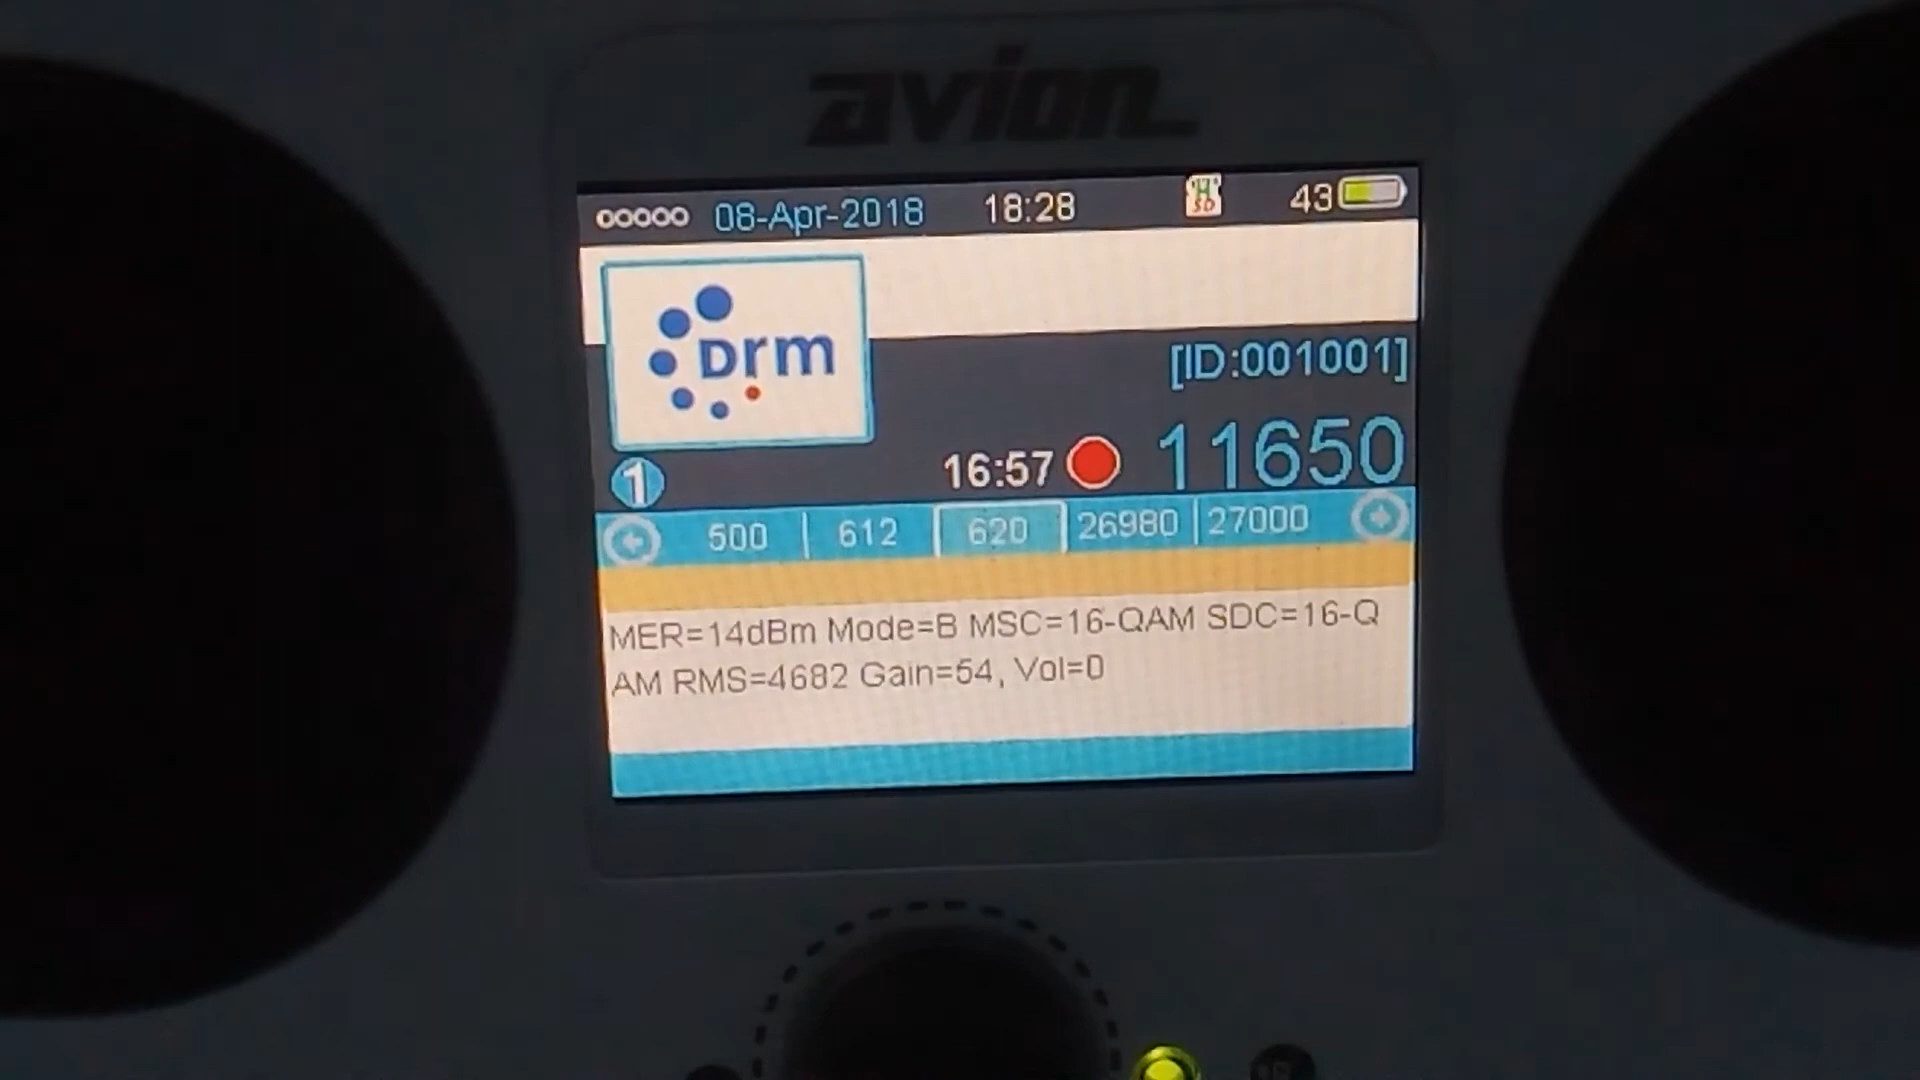 avion
08-Apr-2018 18:28 H SD 43
Drm
[ID:001001]
1 16:57 11650
500 612 620 26980 27000
MER=14dBm Mode=B MSC=16-QAM SDC=16-Q
AM RMS=4682 Gain=54, Vol=0